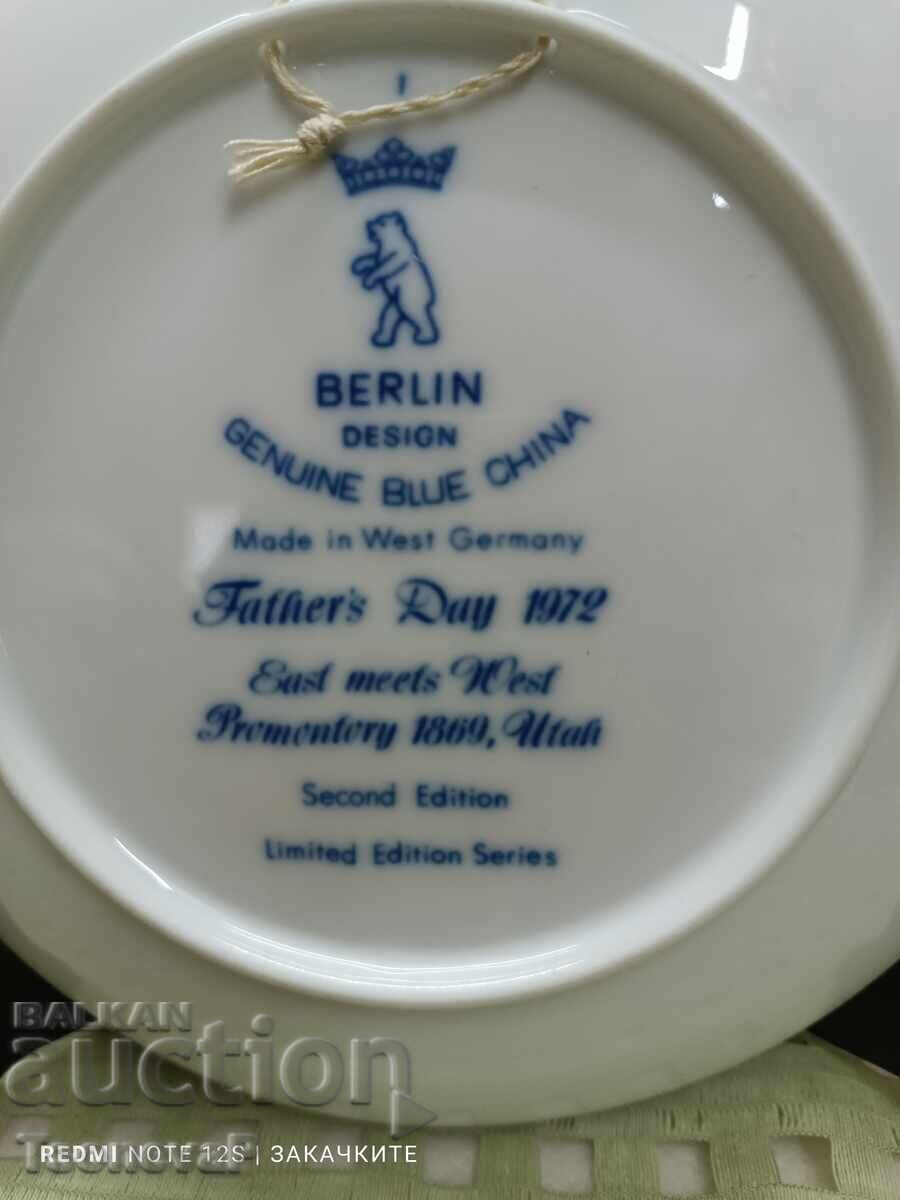 BERLIN
DESIGN
GENUINE BLUE CHINA
Made in West Germany
Father's Day 1972
East meets West
Promontory 1869, Utah
Second Edition
Limited Edition Series
BALKAN
auction
REDMI NOTE 12S | ЗАКАЧКИТЕ